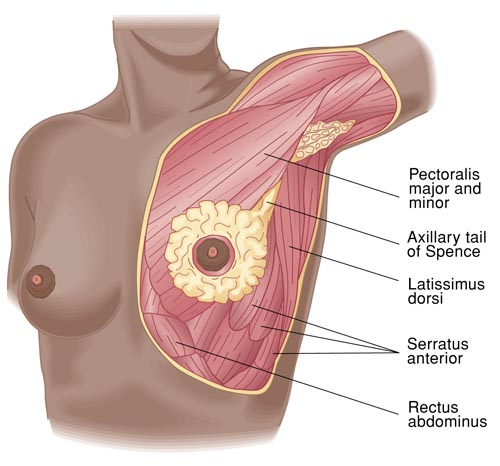 Pectoralis
major and
minor
Axillary tail
of Spence
Latissimus
dorsi
Serratus
anterior
Rectus
abdominus